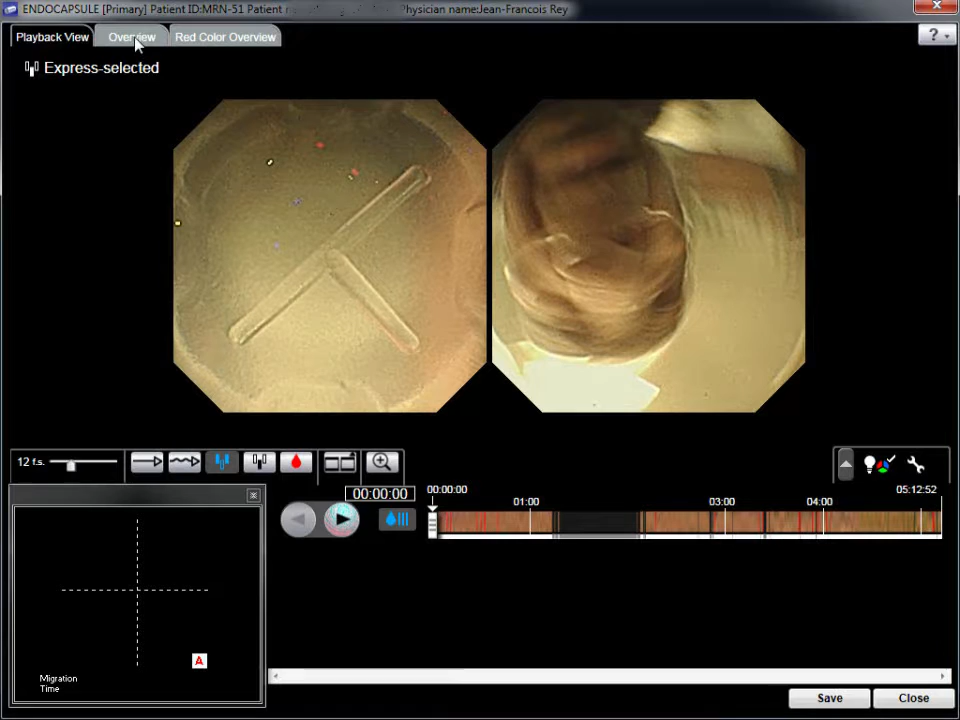 ENDOCAPSULE [Primary] Patient ID:MRN-51 Patient Physician name:Jean-Francois Rey
Playback View Overview Red Color Overview
?
Express-selected
12 f.s.
00:00:00
00:00:00 05:12:52
01:00 03:00 04:00
A
Migration
Time
Save Close